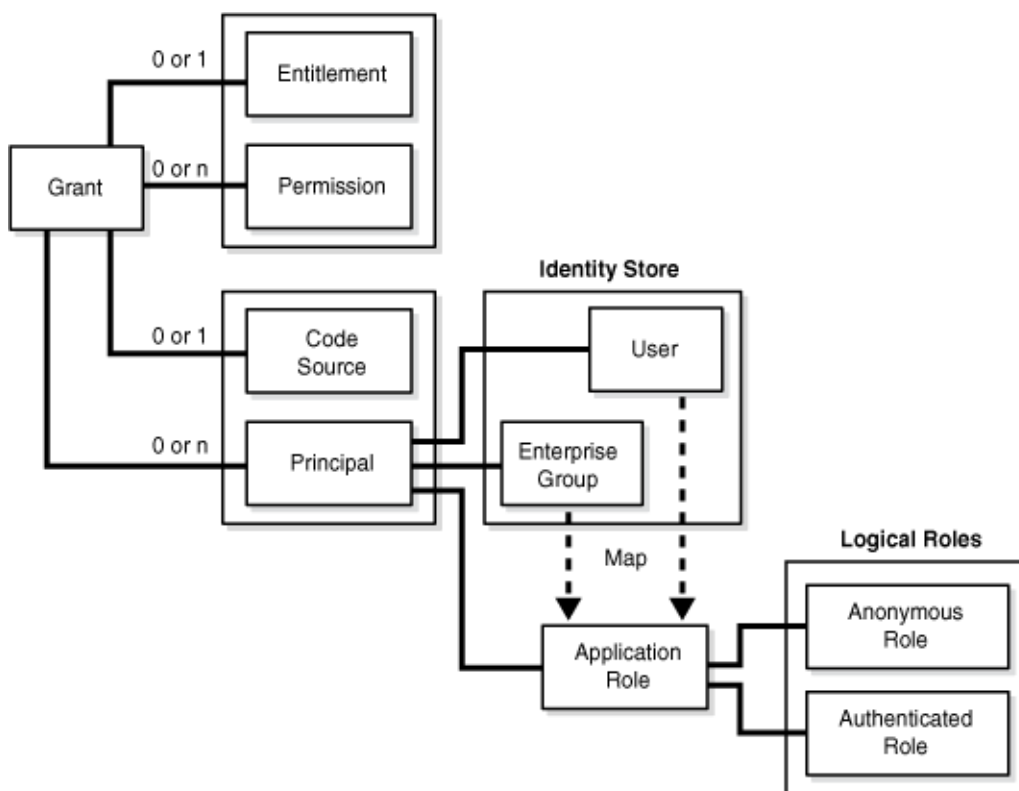 0 or 1
Entitlement
Grant
0 or n
Permission
Identity Store
0 or 1
Code
Source
User
0 or n
Principal
Enterprise
Group
Map
Logical Roles
Application
Role
Anonymous
Role
Authenticated
Role